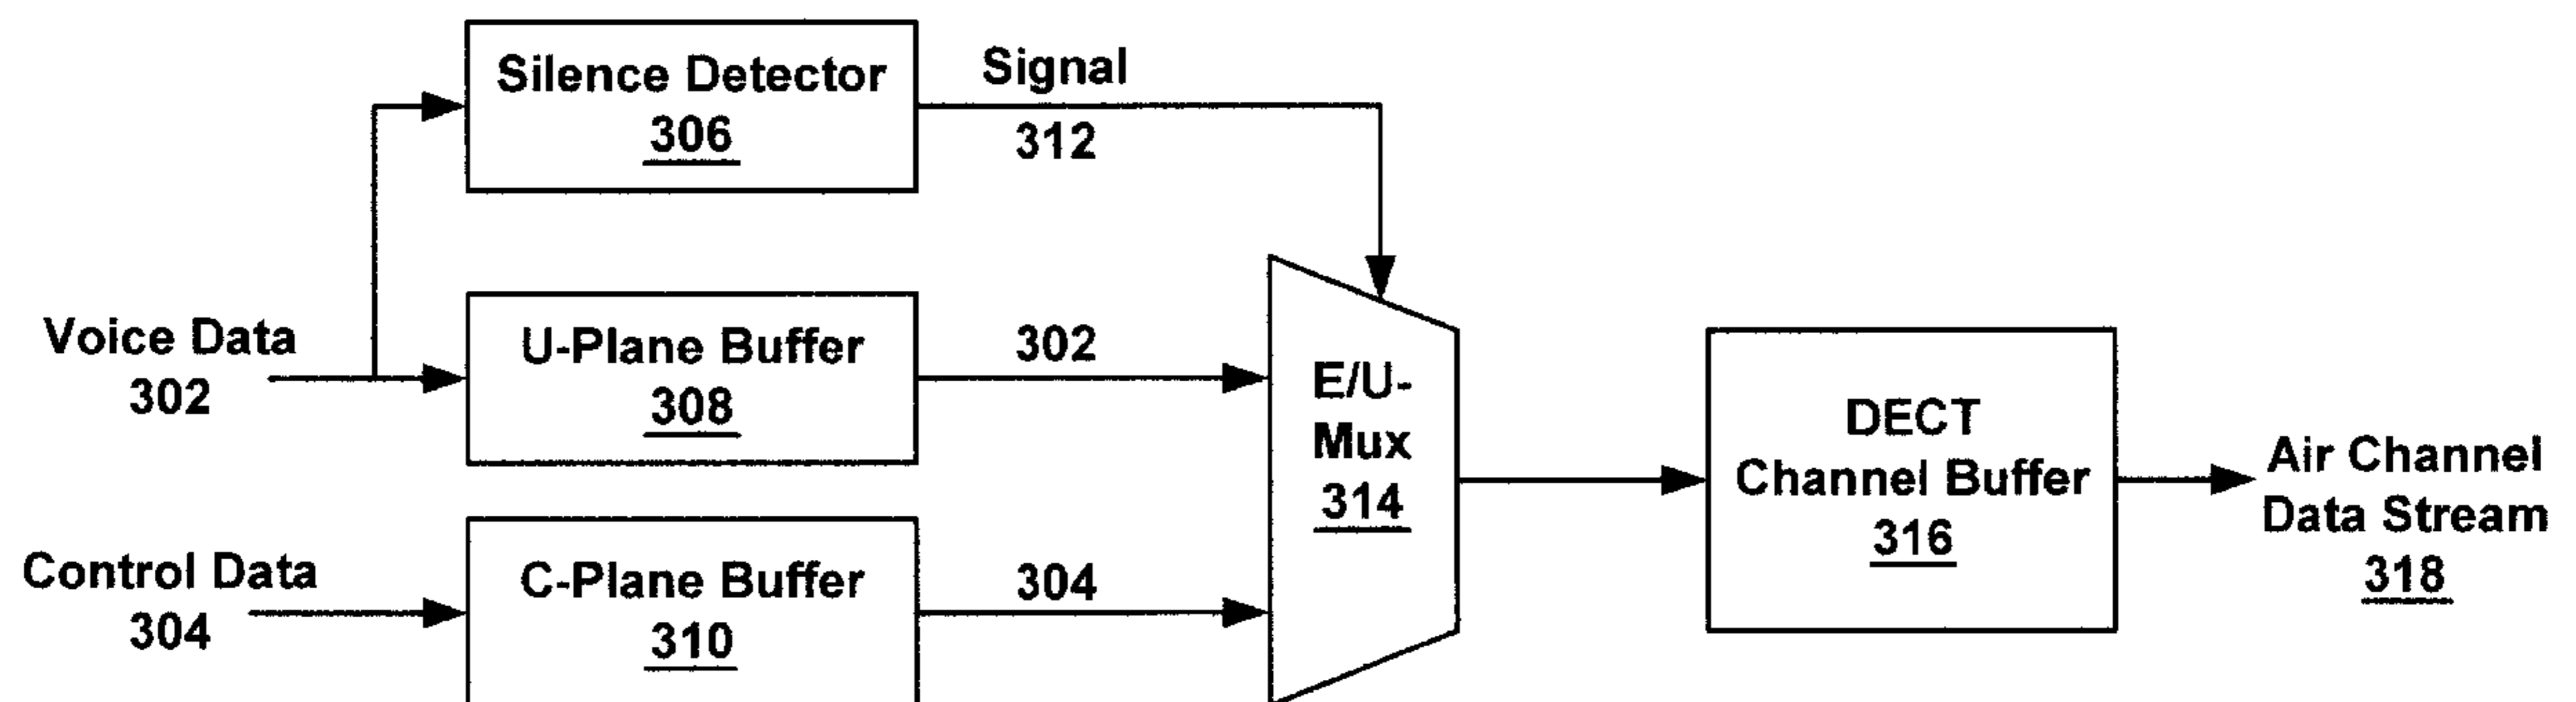 Silence Detector
306
Signal
312
Voice Data
302
U-Plane Buffer
308
302
E/U-
Mux
314
DECT
Channel Buffer
316
Air Channel
Data Stream
318
Control Data
304
C-Plane Buffer
310
304